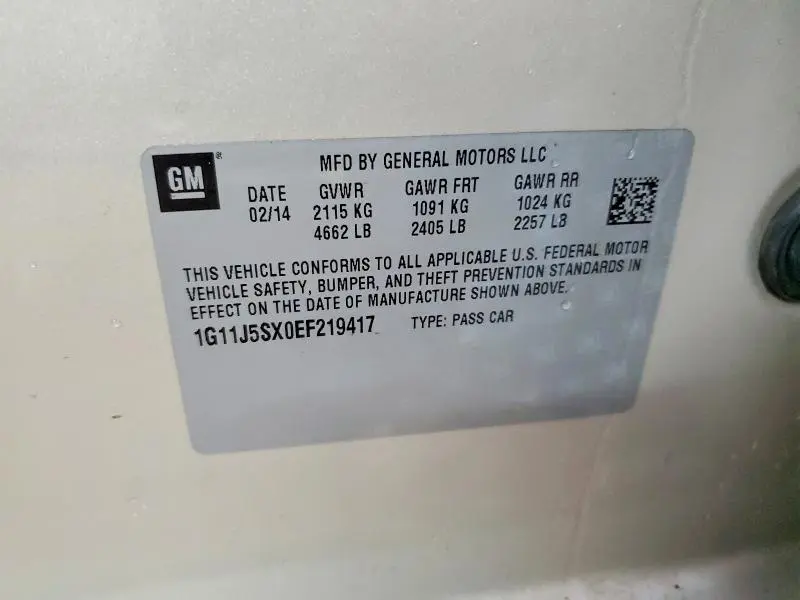 GM®
MFD BY GENERAL MOTORS LLC
DATE GVWR GAWR FRT GAWR RR
02/14 2115 KG 1091 KG 1024 KG
4662 LB 2405 LB 2257 LB
THIS VEHICLE CONFORMS TO ALL APPLICABLE U.S. FEDERAL MOTOR
VEHICLE SAFETY, BUMPER, AND THEFT PREVENTION STANDARDS IN
EFFECT ON THE DATE OF MANUFACTURE SHOWN ABOVE.
1G11J5SX0EF219417 TYPE: PASS CAR